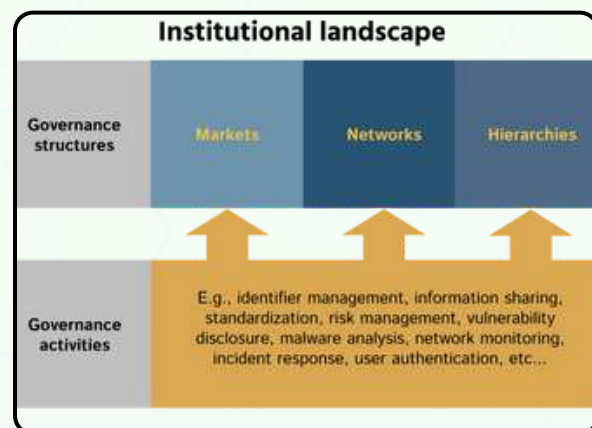 Institutional landscape
Governance
structures
Markets
Networks
Hierarchies
Governance
activities
E.g., identifier management, information sharing,
standardization, risk management, vulnerability
disclosure, malware analysis, network monitoring,
incident response, user authentication, etc...